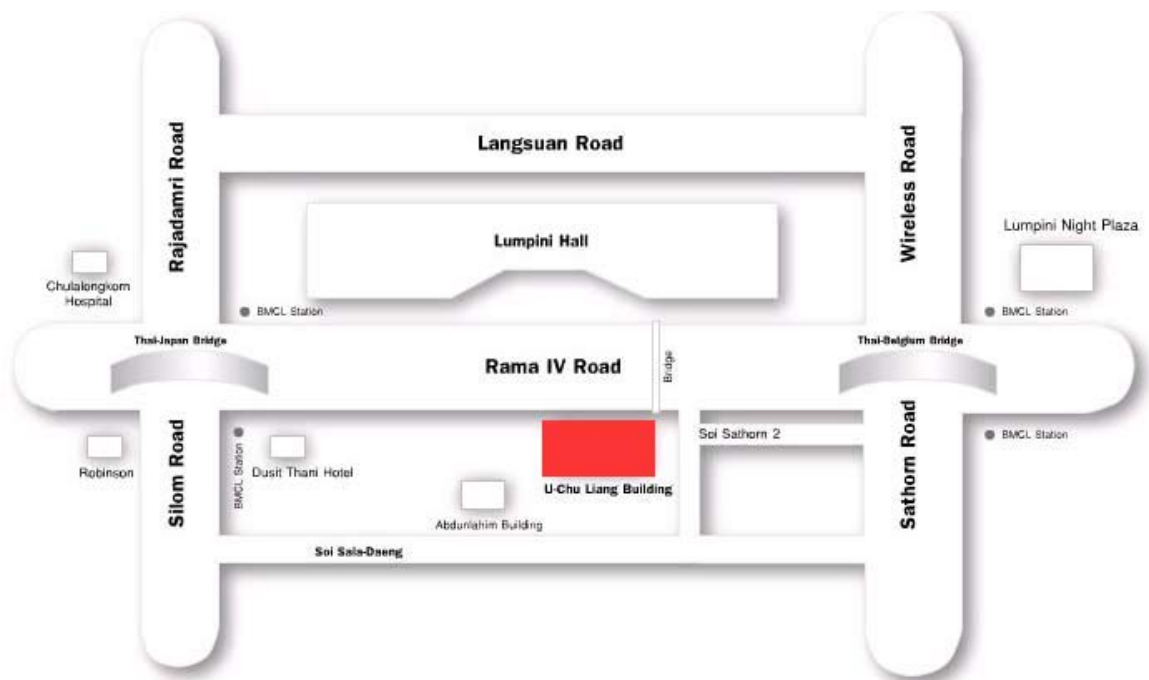 Langsuan Road
Rajadamri Road
Wireless Road
Lumpini Night Plaza
Lumpini Hall
Chulalongkorn
Hospital
BMCL Station
BMCL Station
Thai-Japan Bridge
Thai-Belgium Bridge
Rama IV Road
Bridge
Silom Road
Robinson
BMCL Station
Dusit Thani Hotel
Soi Sathorn 2
Sathorn Road
BMCL Station
U-Chu Liang Building
Abdunlahim Building
Soi Sala-Daeng